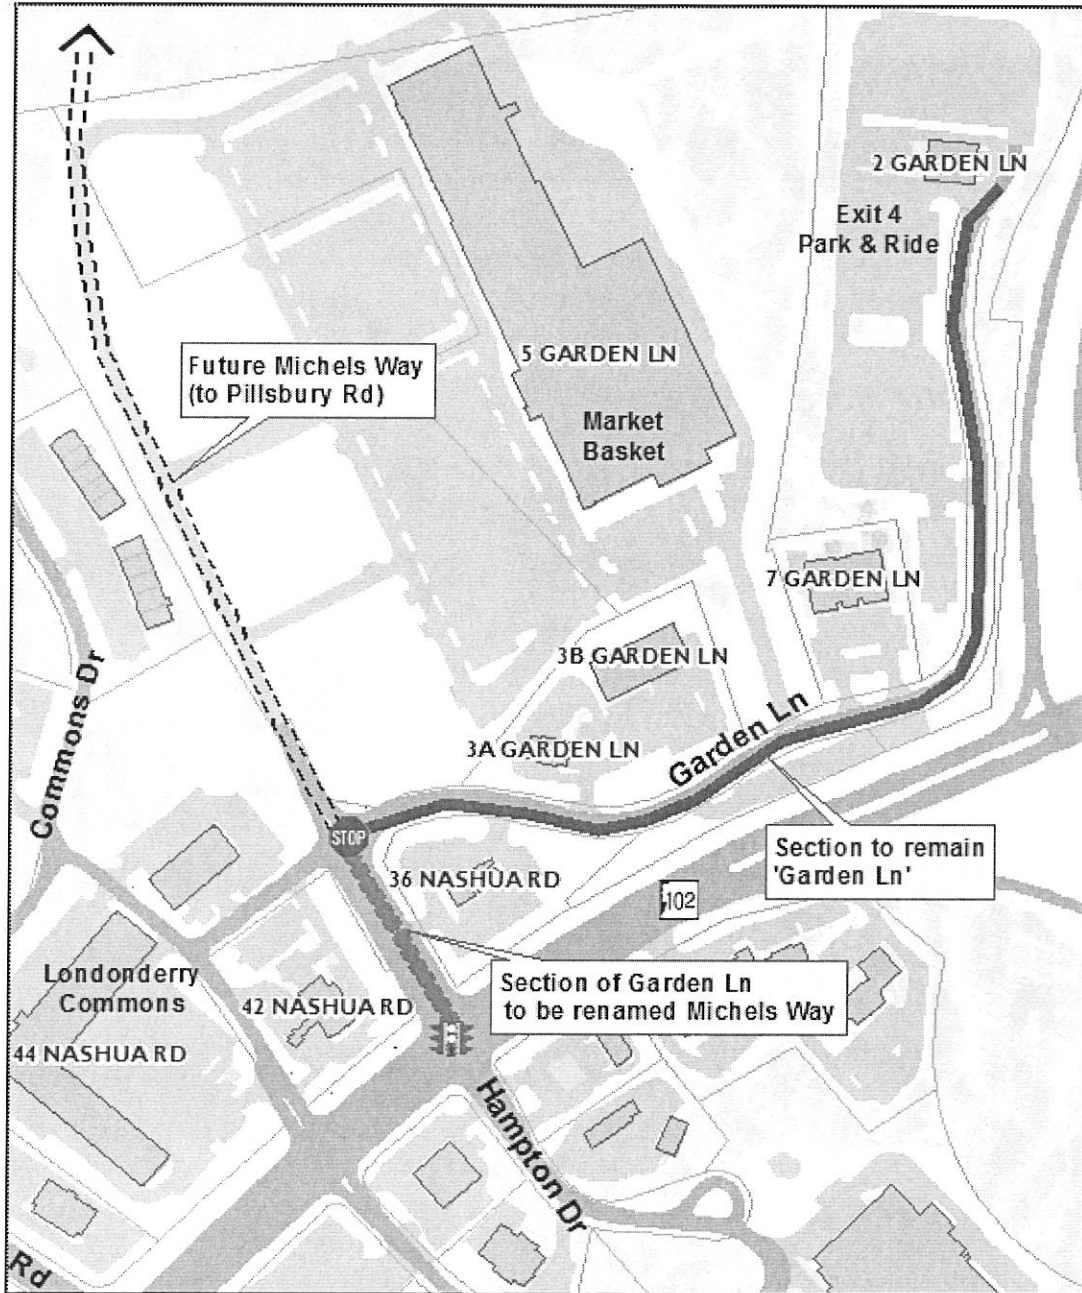 2 GARDEN LN
Exit 4
Park & Ride
Future Michels Way
(to Pillsbury Rd)
5 GARDEN LN
Market
Basket
7 GARDEN LN
3B GARDEN LN
3A GARDEN LN
Garden Ln
Commons Dr
STOP
36 NASHUA RD
Section to remain
'Garden Ln'
102
Londonderry
Commons
42 NASHUA RD
Section of Garden Ln
to be renamed Michels Way
44 NASHUA RD
Hampton Dr
Rd